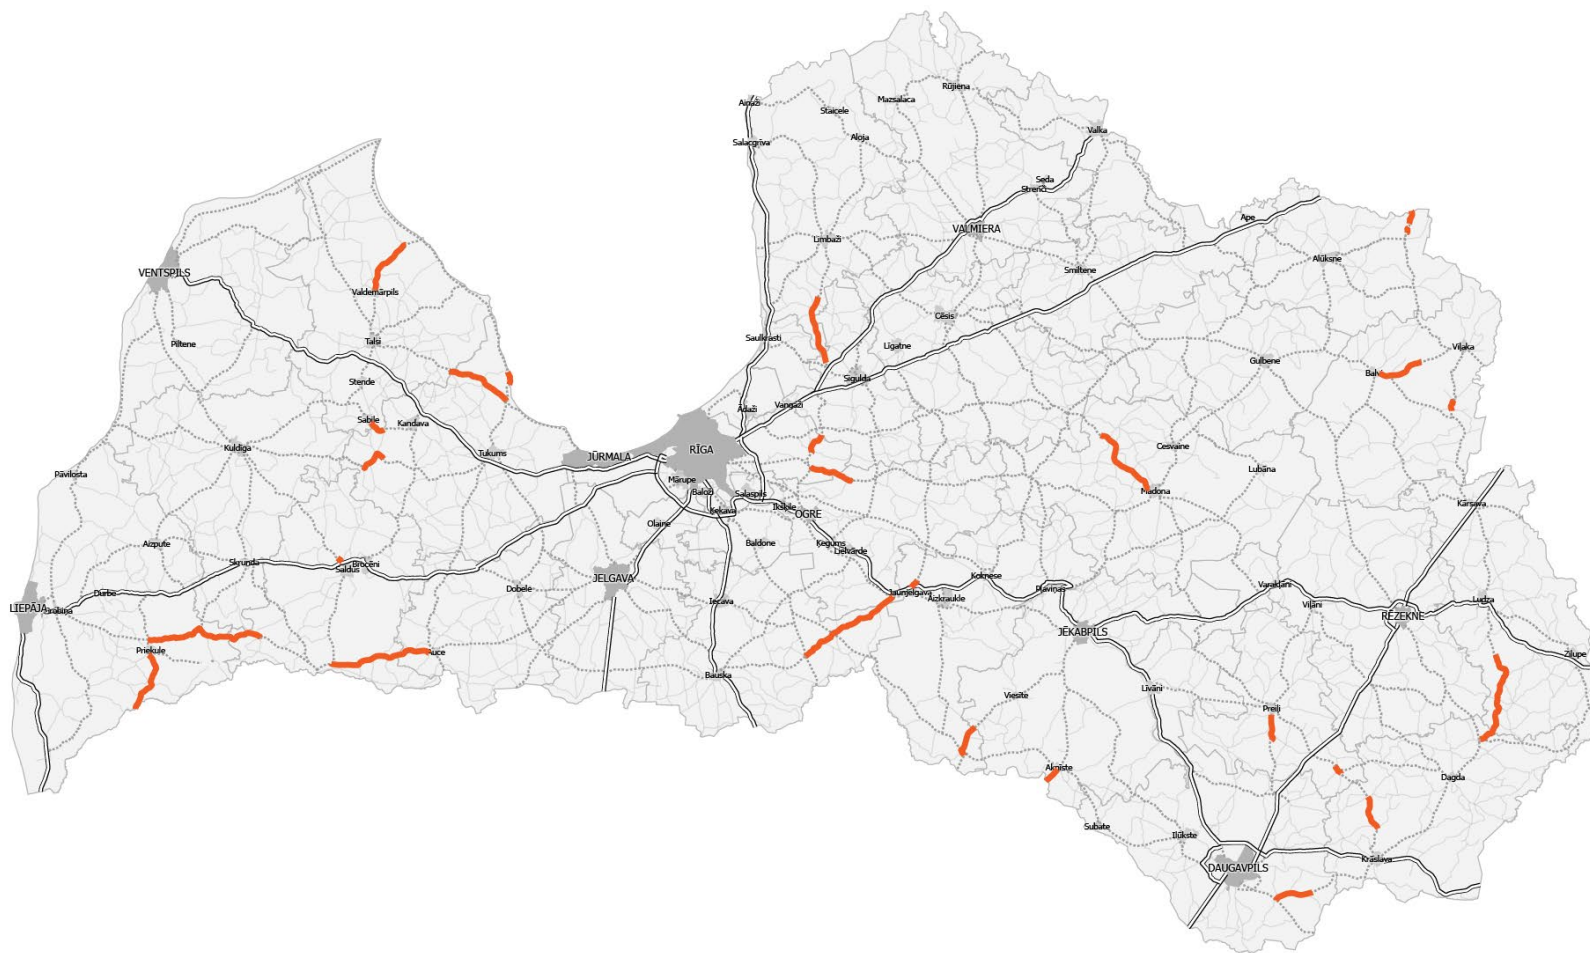 Rūjiena
Ainaži
Mazsalaca
Staicele
Valka
Aloja
Salacgrīva
Seda
Strenči
Ape
VALMIERA
Limbaži
Alūksne
Smiltene
VENTSPILS
Valdemārpils
Cēsis
Saulkrasti
Talsi
Piltene
Līgatne
Viļaka
Gulbene
Balvi
Sigulda
Stende
Vangaži
Ādaži
Sabile
Kandava
Kuldīga
Cesvaine
RĪGA
Tukums
JŪRMALA
Lubāna
Pāvilosta
Mārupe
Baloži
Salaspils
Madona
Kārsava
Ikšķile
Ķekava
OGRE
Olaine
Aizpute
Baldone
Ķegums
Lielvārde
Skrunda
Brocēni
Saldus
Koknese
JELGAVA
Dobele
Pļaviņas
Varakļāni
Durbe
Jaunjelgava
Aizkraukle
Iecava
Viļāni
Ludza
LIEPĀJA
Grobiņa
RĒZEKNE
JĒKABPILS
Priekule
Auce
Zilupe
Bauska
Līvāni
Viesīte
Preiļi
Aknīste
Dagda
Subate
Ilūkste
Krāslava
DAUGAVPILS